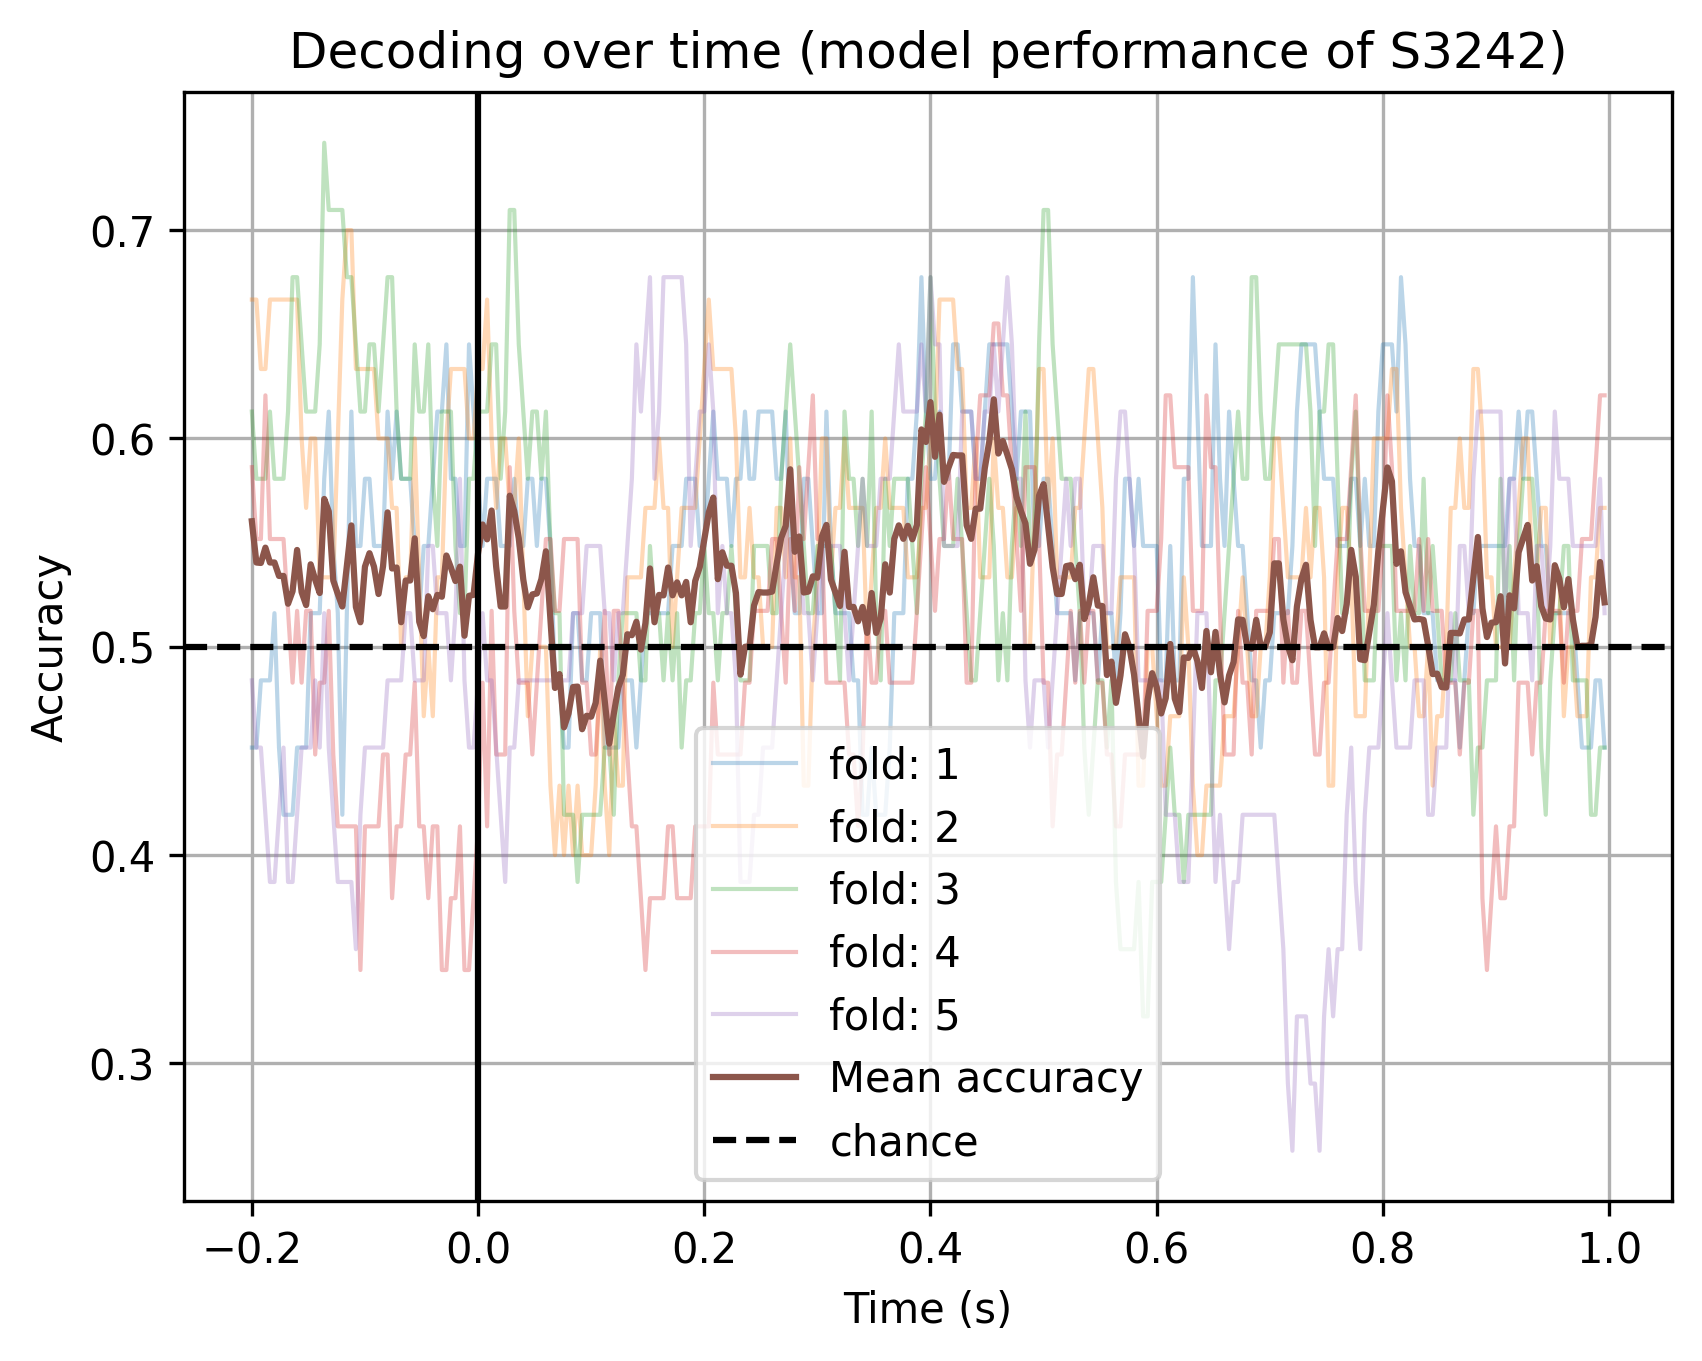 Decoding over time (model performance of S3242)
Accuracy
0.7
0.6
0.5
0.4
0.3
fold: 1
fold: 2
fold: 3
fold: 4
fold: 5
Mean accuracy
chance
−0.2 0.0 0.2 0.4 0.6 0.8 1.0
Time (s)